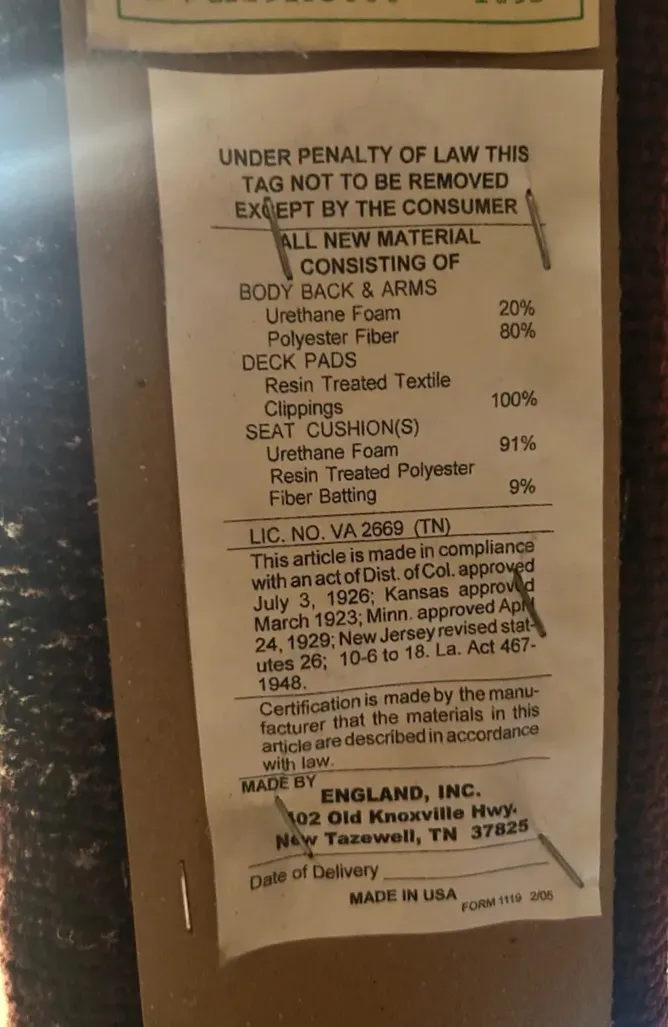 UNDER PENALTY OF LAW THIS
TAG NOT TO BE REMOVED
EXCEPT BY THE CONSUMER
ALL NEW MATERIAL
CONSISTING OF
BODY BACK & ARMS
Urethane Foam 20%
Polyester Fiber 80%
DECK PADS
Resin Treated Textile
Clippings 100%
SEAT CUSHION(S)
Urethane Foam 91%
Resin Treated Polyester
Fiber Batting 9%
LIC. NO. VA 2669 (TN)
This article is made in compliance
with an act of Dist. of Col. approved
July 3, 1926; Kansas approved
March 1923; Minn. approved Apr
24, 1929; New Jersey revised stat-
utes 26; 10-6 to 18. La. Act 467-
1948.
Certification is made by the manu-
facturer that the materials in this
article are described in accordance
with law.
MADE BY
ENGLAND, INC.
402 Old Knoxville Hwy.
New Tazewell, TN 37825
Date of Delivery
MADE IN USA FORM 1119 2/05